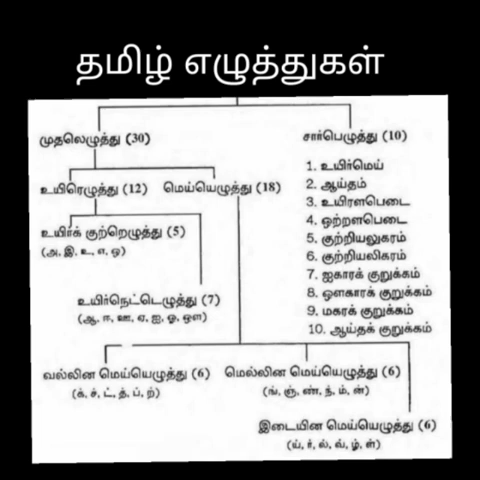 தமிழ் எழுத்துகள்
முதலெழுத்து (30)
சார்பெழுத்து (10)
உயிரெழுத்து (12)
மெய்யெழுத்து (18)
உயிர்க் குற்றெழுத்து (5)
(அ, இ, உ, எ, ஒ)
உயிர்நெட்டெழுத்து (7)
(ஆ, ஈ, ஊ, ஏ, ஐ, ஓ, ஔ)
1. உயிர்மெய்
2. ஆய்தம்
3. உயிரளபெடை
4. ஒற்றளபெடை
5. குற்றியலுகரம்
6. குற்றியலிகரம்
7. ஐகாரக் குறுக்கம்
8. ஔகாரக் குறுக்கம்
9. மகரக் குறுக்கம்
10. ஆய்தக் குறுக்கம்
வல்லின மெய்யெழுத்து (6)
(க், ச், ட், த், ப், ற்)
மெல்லின மெய்யெழுத்து (6)
(ங், ஞ், ண், ந், ம், ன்)
இடையின மெய்யெழுத்து (6)
(ய், ர், ல், வ், ழ், ள்)